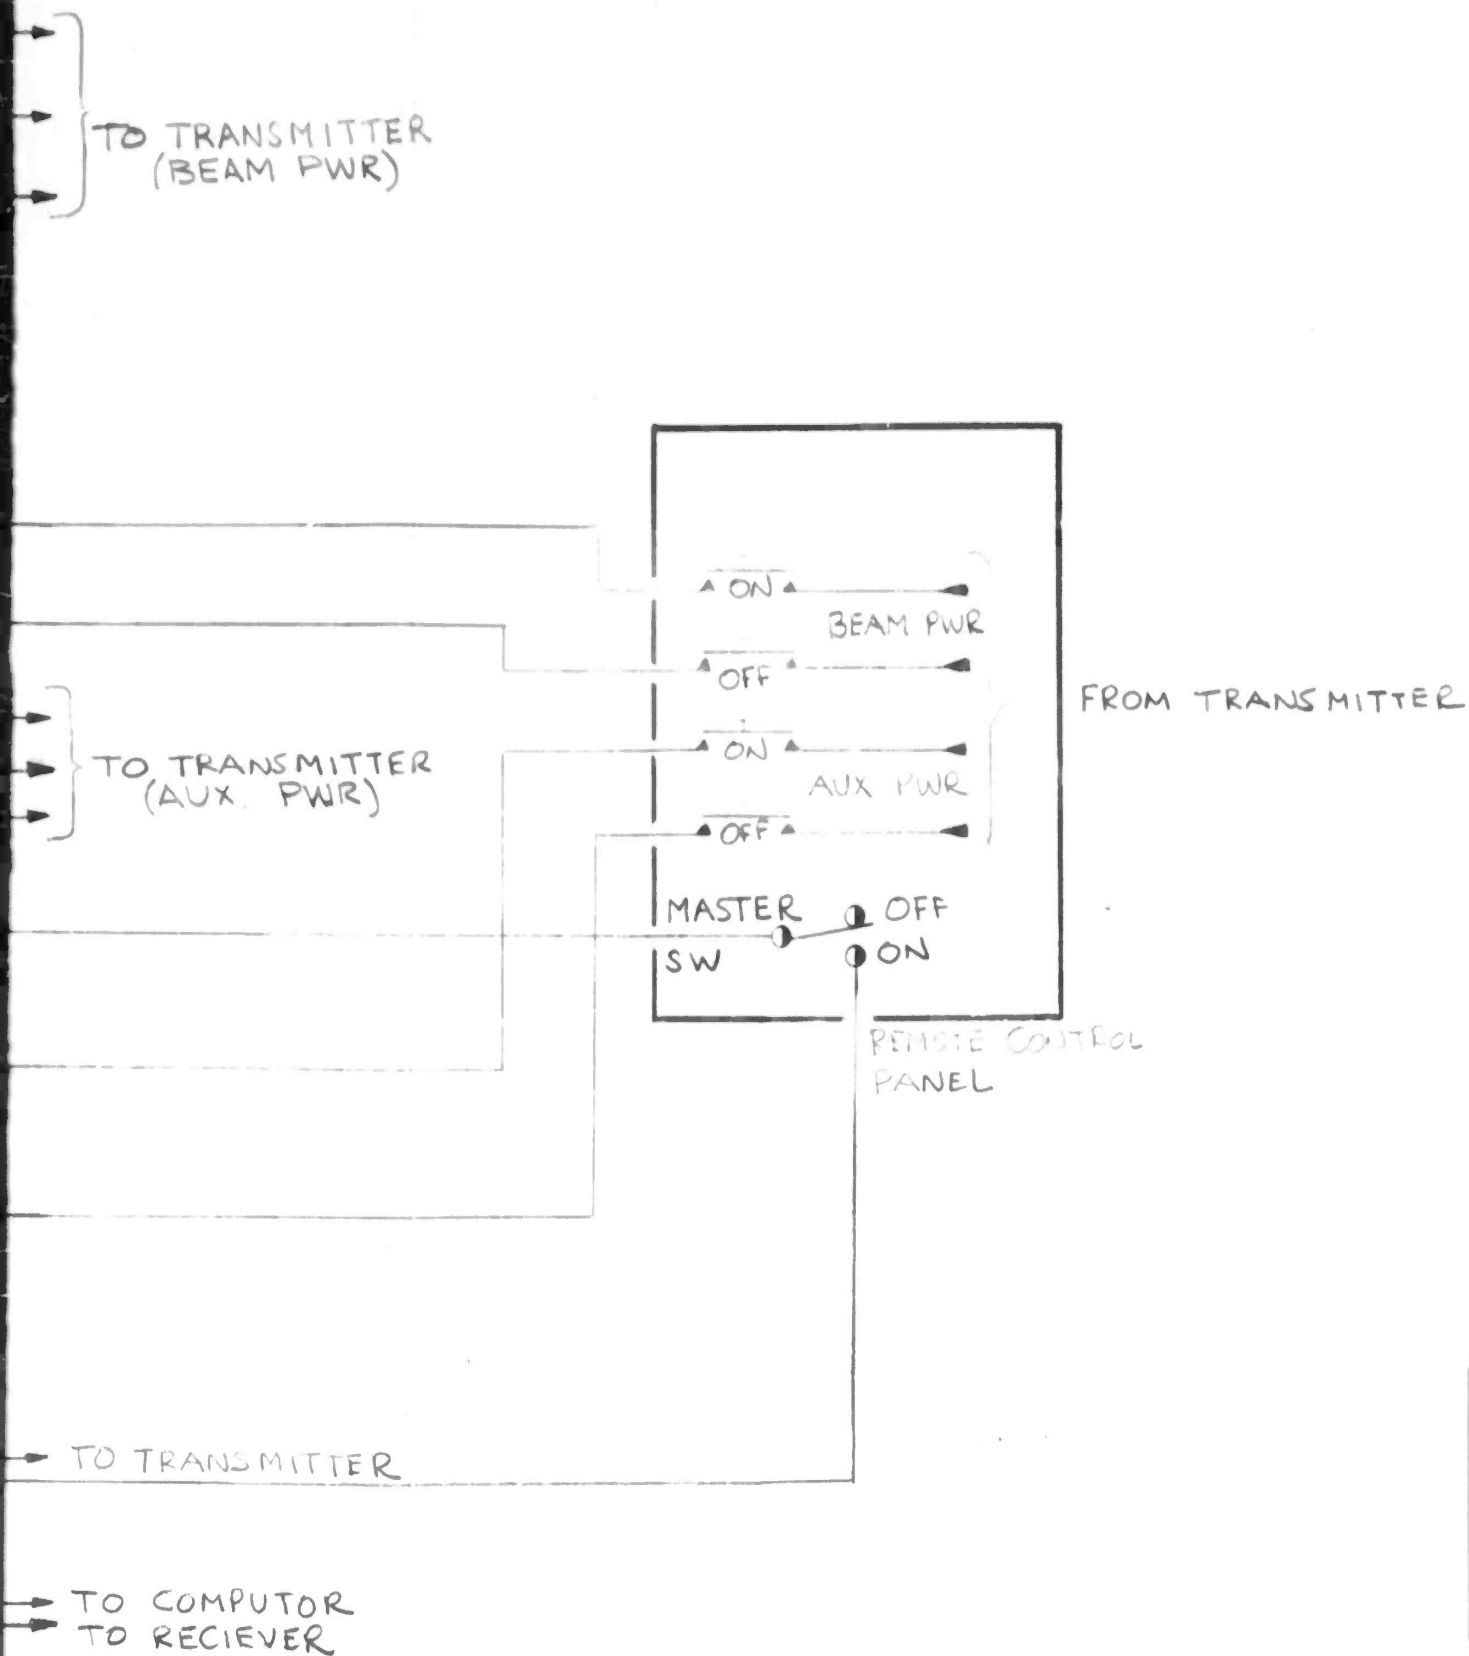 TO TRANSMITTER
(BEAM PWR)
ON
BEAM PWR
OFF
FROM TRANSMITTER
ON
TO TRANSMITTER
(AUX. PWR)
AUX PWR
OFF
MASTER
SW
OFF
ON
REMOTE CONTROL
PANEL
TO TRANSMITTER
TO COMPUTOR
TO RECIEVER